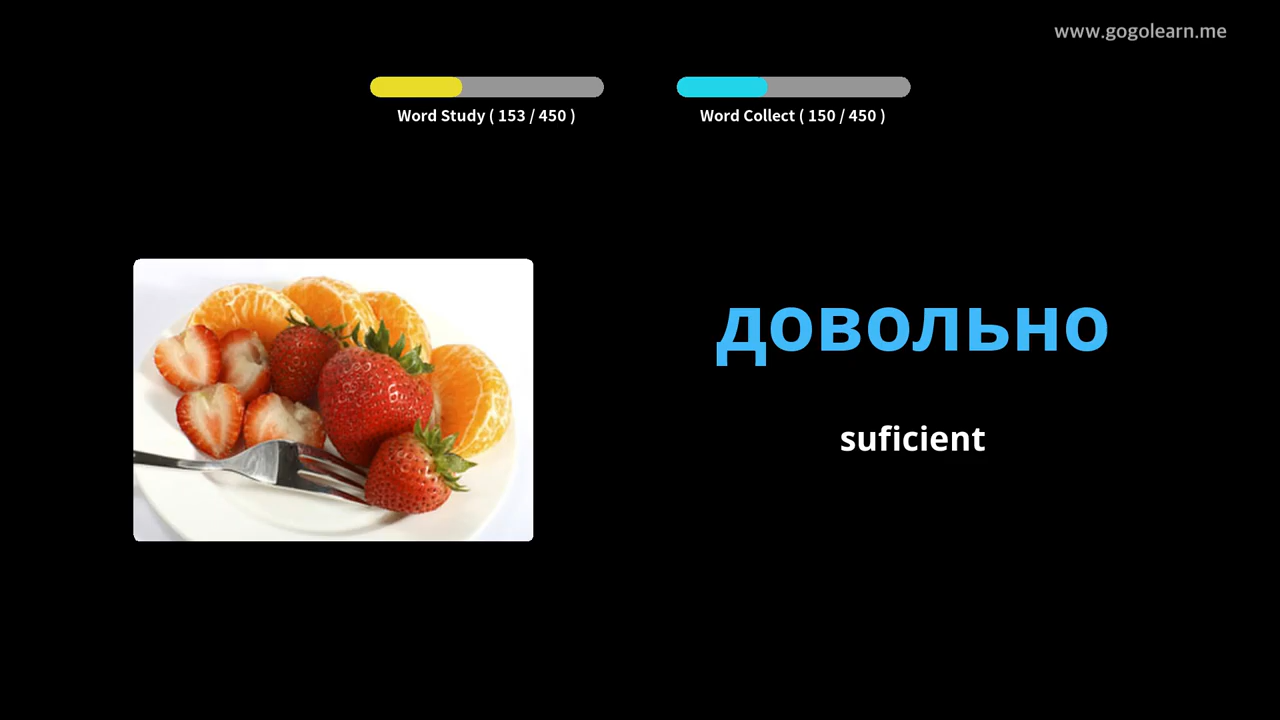 www.gogolearn.me
Word Study ( 153 / 450 )
Word Collect ( 150 / 450 )
довольно
suficient